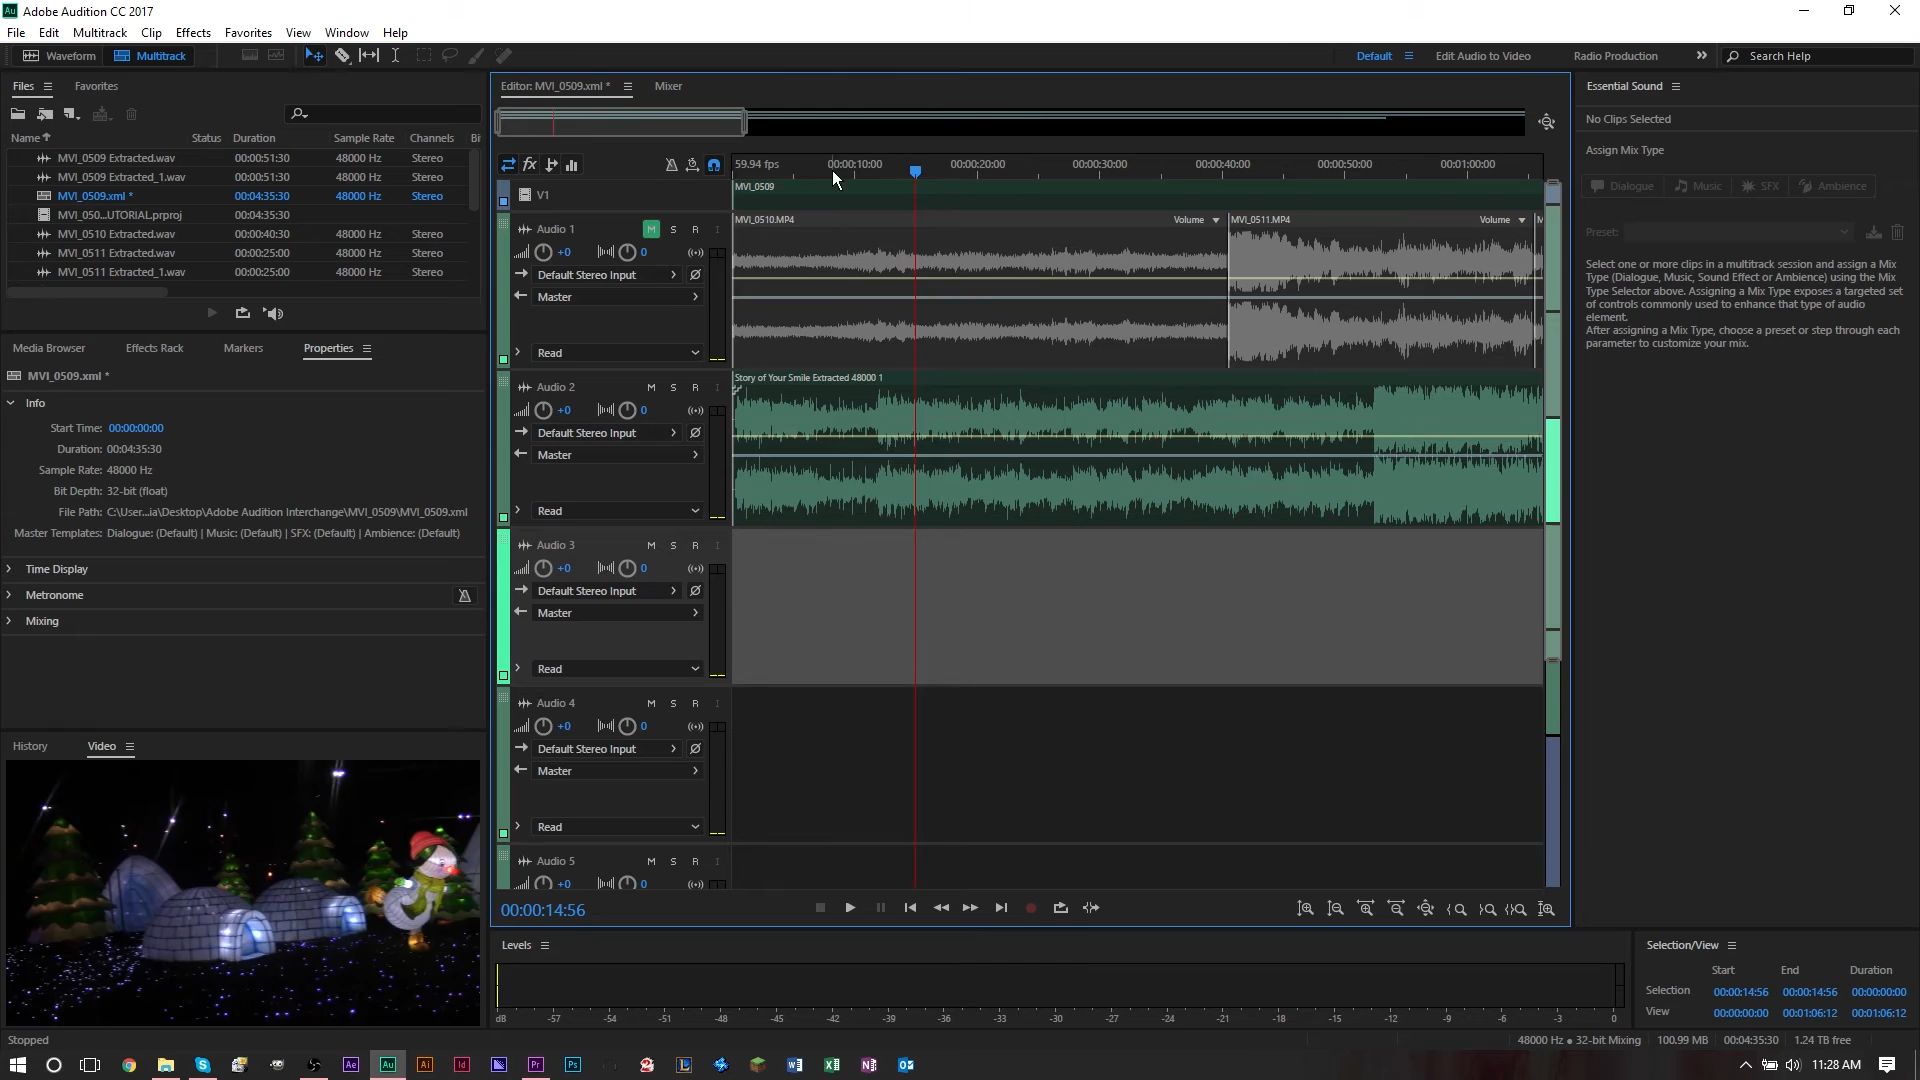 Au Adobe Audition CC 2017
File Edit Multitrack Clip Effects Favorites View Window Help
Waveform Multitrack Default Edit Audio to Video Radio Production Search Help
Files Favorites
Name Status Duration Sample Rate Channels Bi
MVI_0509 Extracted.wav 00:00:51:30 48000 Hz Stereo
MVI_0509 Extracted_1.wav 00:00:51:30 48000 Hz Stereo
MVI_0509.xml * 00:04:35:30 48000 Hz Stereo
MVI_050...UTORIAL.prproj 00:04:35:30
MVI_0510 Extracted.wav 00:00:40:30 48000 Hz Stereo
MVI_0511 Extracted.wav 00:00:25:00 48000 Hz Stereo
MVI_0511 Extracted_1.wav 00:00:25:00 48000 Hz Stereo
Media Browser Effects Rack Markers Properties
MVI_0509.xml *
Info
Start Time: 00:00:00:00
Duration: 00:04:35:30
Sample Rate: 48000 Hz
Bit Depth: 32-bit (float)
File Path: C:\User...ia\Desktop\Adobe Audition Interchange\MVI_0509\MVI_0509.xml
Master Templates: Dialogue: (Default) | Music: (Default) | SFX: (Default) | Ambience: (Default)
Time Display
Metronome
Mixing
History Video
Editor: MVI_0509.xml * Mixer
fx 59.94 fps 00:00:10:00 00:00:20:00 00:00:30:00 00:00:40:00 00:00:50:00 00:01:00:00
V1 MVI_0509
MVI_0510.MP4 Volume MVI_0511.MP4 Volume M
Audio 1 M S R I
+0 0
Default Stereo Input
Master
Read
Story of Your Smile Extracted 48000 1
Audio 2 M S R I
+0 0
Default Stereo Input
Master
Read
Audio 3 M S R I
+0 0
Default Stereo Input
Master
Read
Audio 4 M S R I
+0 0
Default Stereo Input
Master
Read
Audio 5 M S R I
+0 0
00:00:14:56
Levels
dB -57 -54 -51 -48 -45 -42 -39 -36 -33 -30 -27 -24 -21 -18 -15 -12 -9 -6 -3 0
Essential Sound
No Clips Selected
Assign Mix Type
Dialogue Music SFX Ambience
Preset:
Select one or more clips in a multitrack session and assign a Mix
Type (Dialogue, Music, Sound Effect or Ambience) using the Mix
Type Selector above. Assigning a Mix Type exposes a targeted set
of controls commonly used to enhance that type of audio
element.
After assigning a Mix Type, choose a preset or step through each
parameter to customize your mix.
Selection/View
Start End Duration
Selection 00:00:14:56 00:00:14:56 00:00:00:00
View 00:00:00:00 00:01:06:12 00:01:06:12
Stopped 48000 Hz • 32-bit Mixing 100.99 MB 00:04:35:30 1.24 TB free
Ae Au Ai Id Pr Ps 11:28 AM